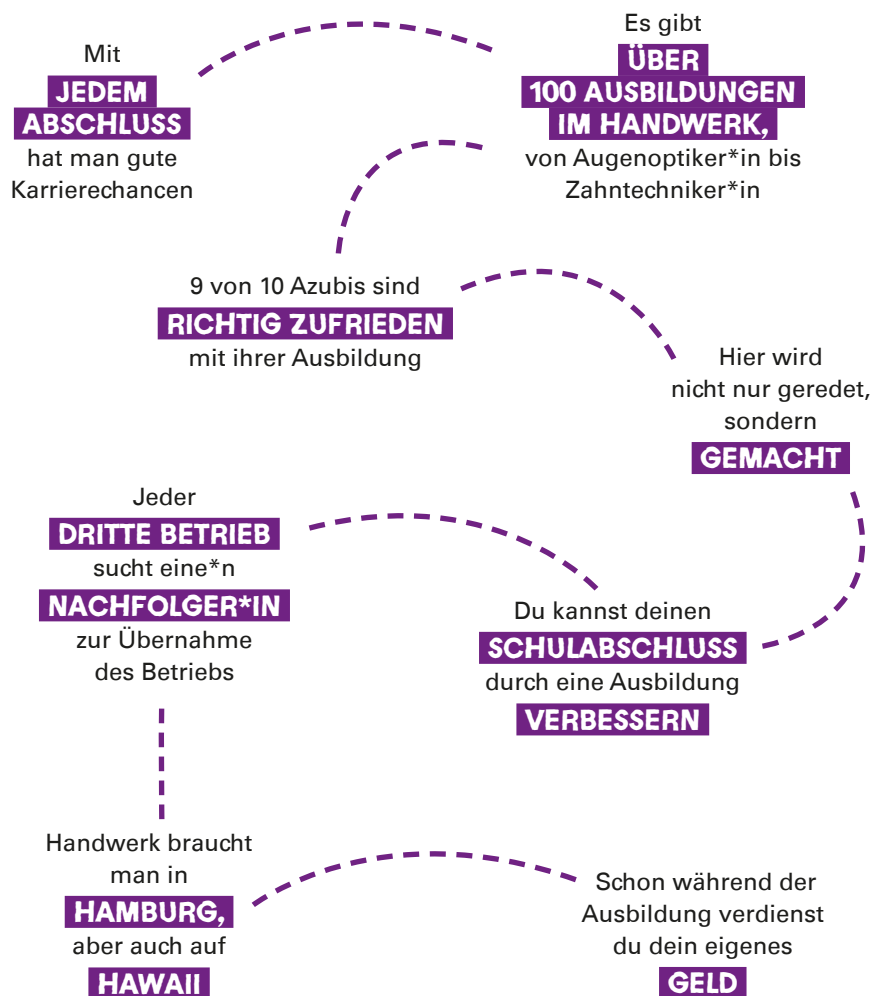 Mit
JEDEM
ABSCHLUSS
hat man gute
Karrierechancen
Es gibt
ÜBER
100 AUSBILDUNGEN
IM HANDWERK,
von Augenoptiker*in bis
Zahntechniker*in
9 von 10 Azubis sind
RICHTIG ZUFRIEDEN
mit ihrer Ausbildung
Hier wird
nicht nur geredet,
sondern
GEMACHT
Du kannst deinen
SCHULABSCHLUSS
durch eine Ausbildung
VERBESSERN
Jeder
DRITTE BETRIEB
sucht eine*n
NACHFOLGER*IN
zur Übernahme
des Betriebs
Handwerk braucht
man in
HAMBURG,
aber auch auf
HAWAII
Schon während der
Ausbildung verdienst
du dein eigenes
GELD